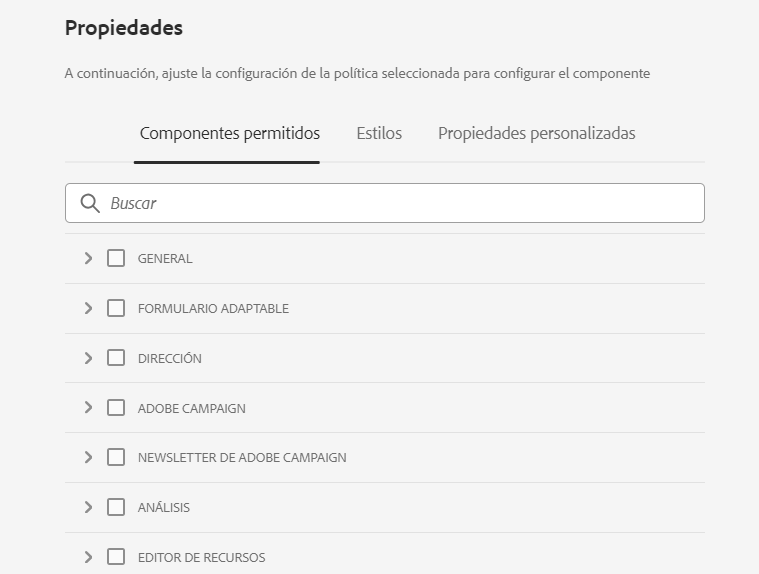 Propiedades
A continuación, ajuste la configuración de la política seleccionada para configurar el componente
Componentes permitidos Estilos Propiedades personalizadas
Buscar
GENERAL
FORMULARIO ADAPTABLE
DIRECCIÓN
ADOBE CAMPAIGN
NEWSLETTER DE ADOBE CAMPAIGN
ANÁLISIS
EDITOR DE RECURSOS